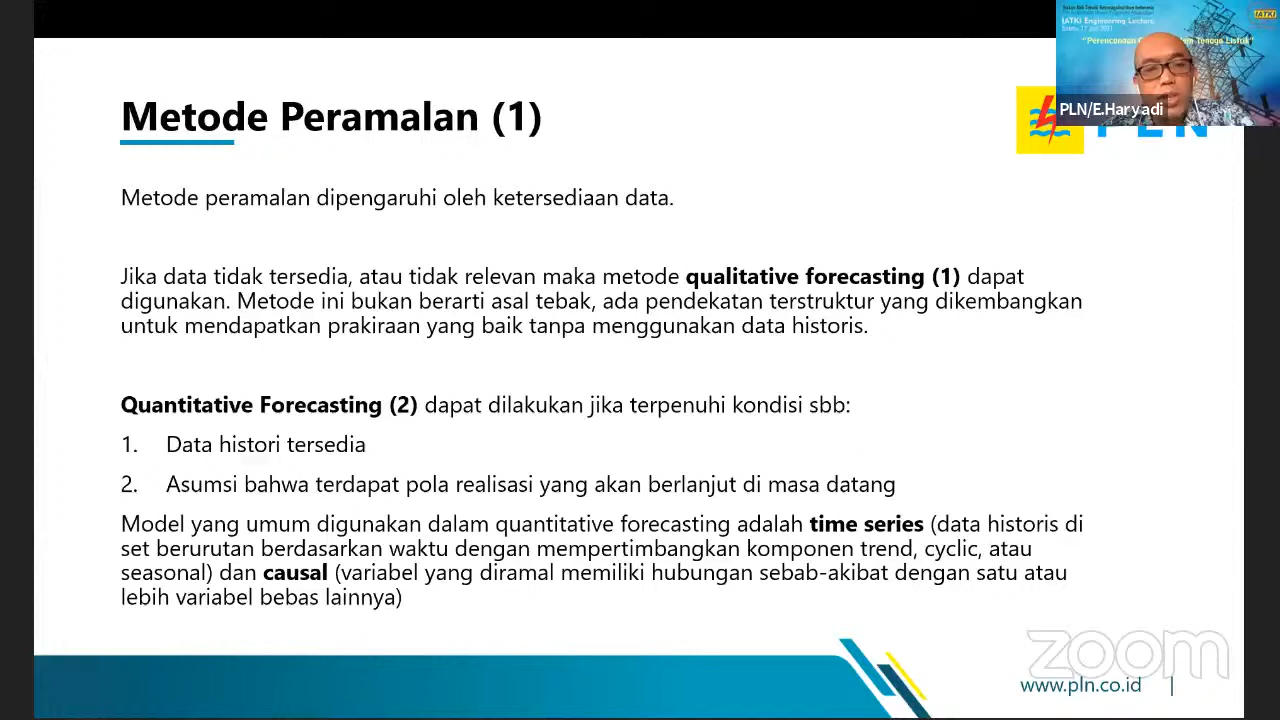 IATKI Engineering Lecture
IATKI
PLN/E.Haryadi
PLN
Metode Peramalan (1)
Metode peramalan dipengaruhi oleh ketersediaan data.
Jika data tidak tersedia, atau tidak relevan maka metode qualitative forecasting (1) dapat
digunakan. Metode ini bukan berarti asal tebak, ada pendekatan terstruktur yang dikembangkan
untuk mendapatkan prakiraan yang baik tanpa menggunakan data historis.
Quantitative Forecasting (2) dapat dilakukan jika terpenuhi kondisi sbb:
1. Data histori tersedia
2. Asumsi bahwa terdapat pola realisasi yang akan berlanjut di masa datang
Model yang umum digunakan dalam quantitative forecasting adalah time series (data historis di
set berurutan berdasarkan waktu dengan mempertimbangkan komponen trend, cyclic, atau
seasonal) dan causal (variabel yang diramal memiliki hubungan sebab-akibat dengan satu atau
lebih variabel bebas lainnya)
zoom
www.pln.co.id |